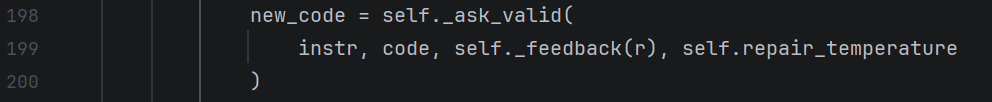 198 new_code = self._ask_valid(
199 instr, code, self._feedback(r), self.repair_temperature
200 )